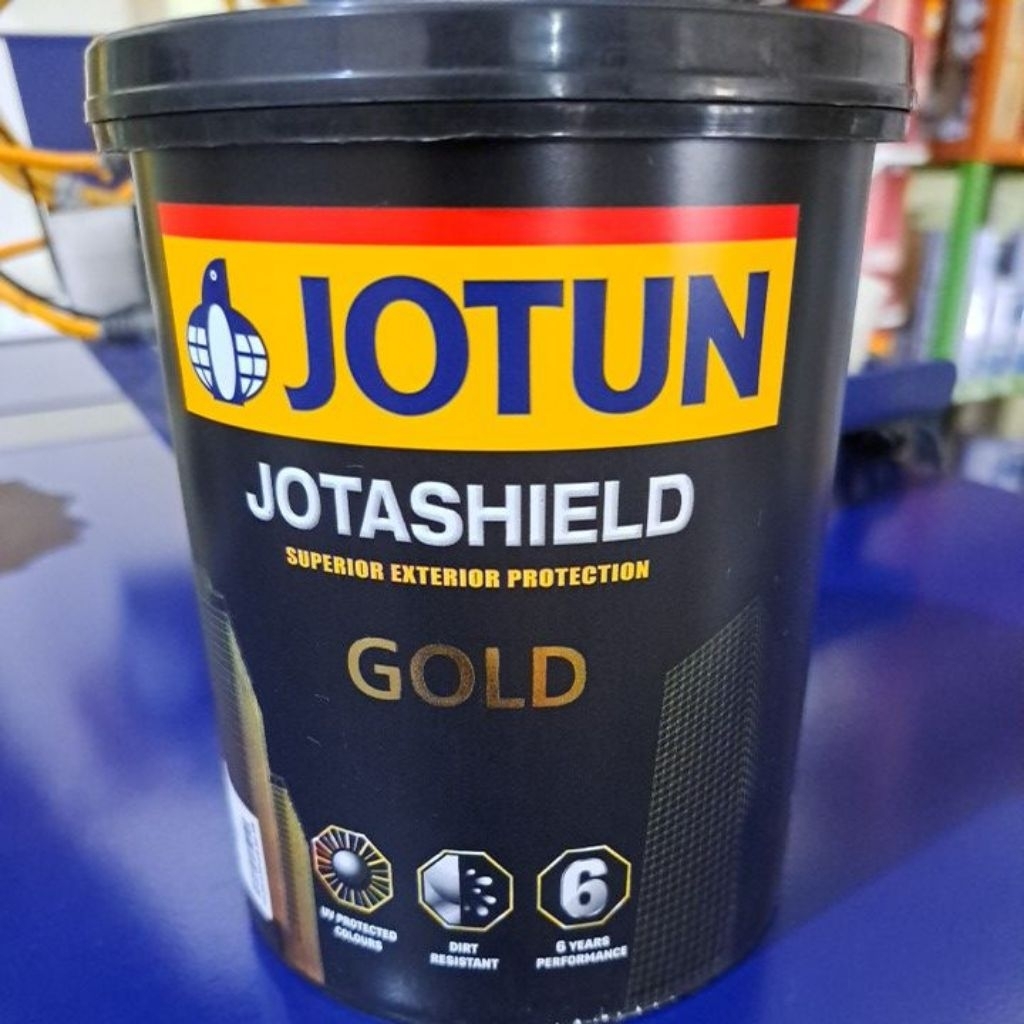 JOTUN
JOTASHIELD
SUPERIOR EXTERIOR PROTECTION
GOLD
6
UV PROTECTED
COLOURS
DIRT
RESISTANT
6 YEARS
PERFORMANCE